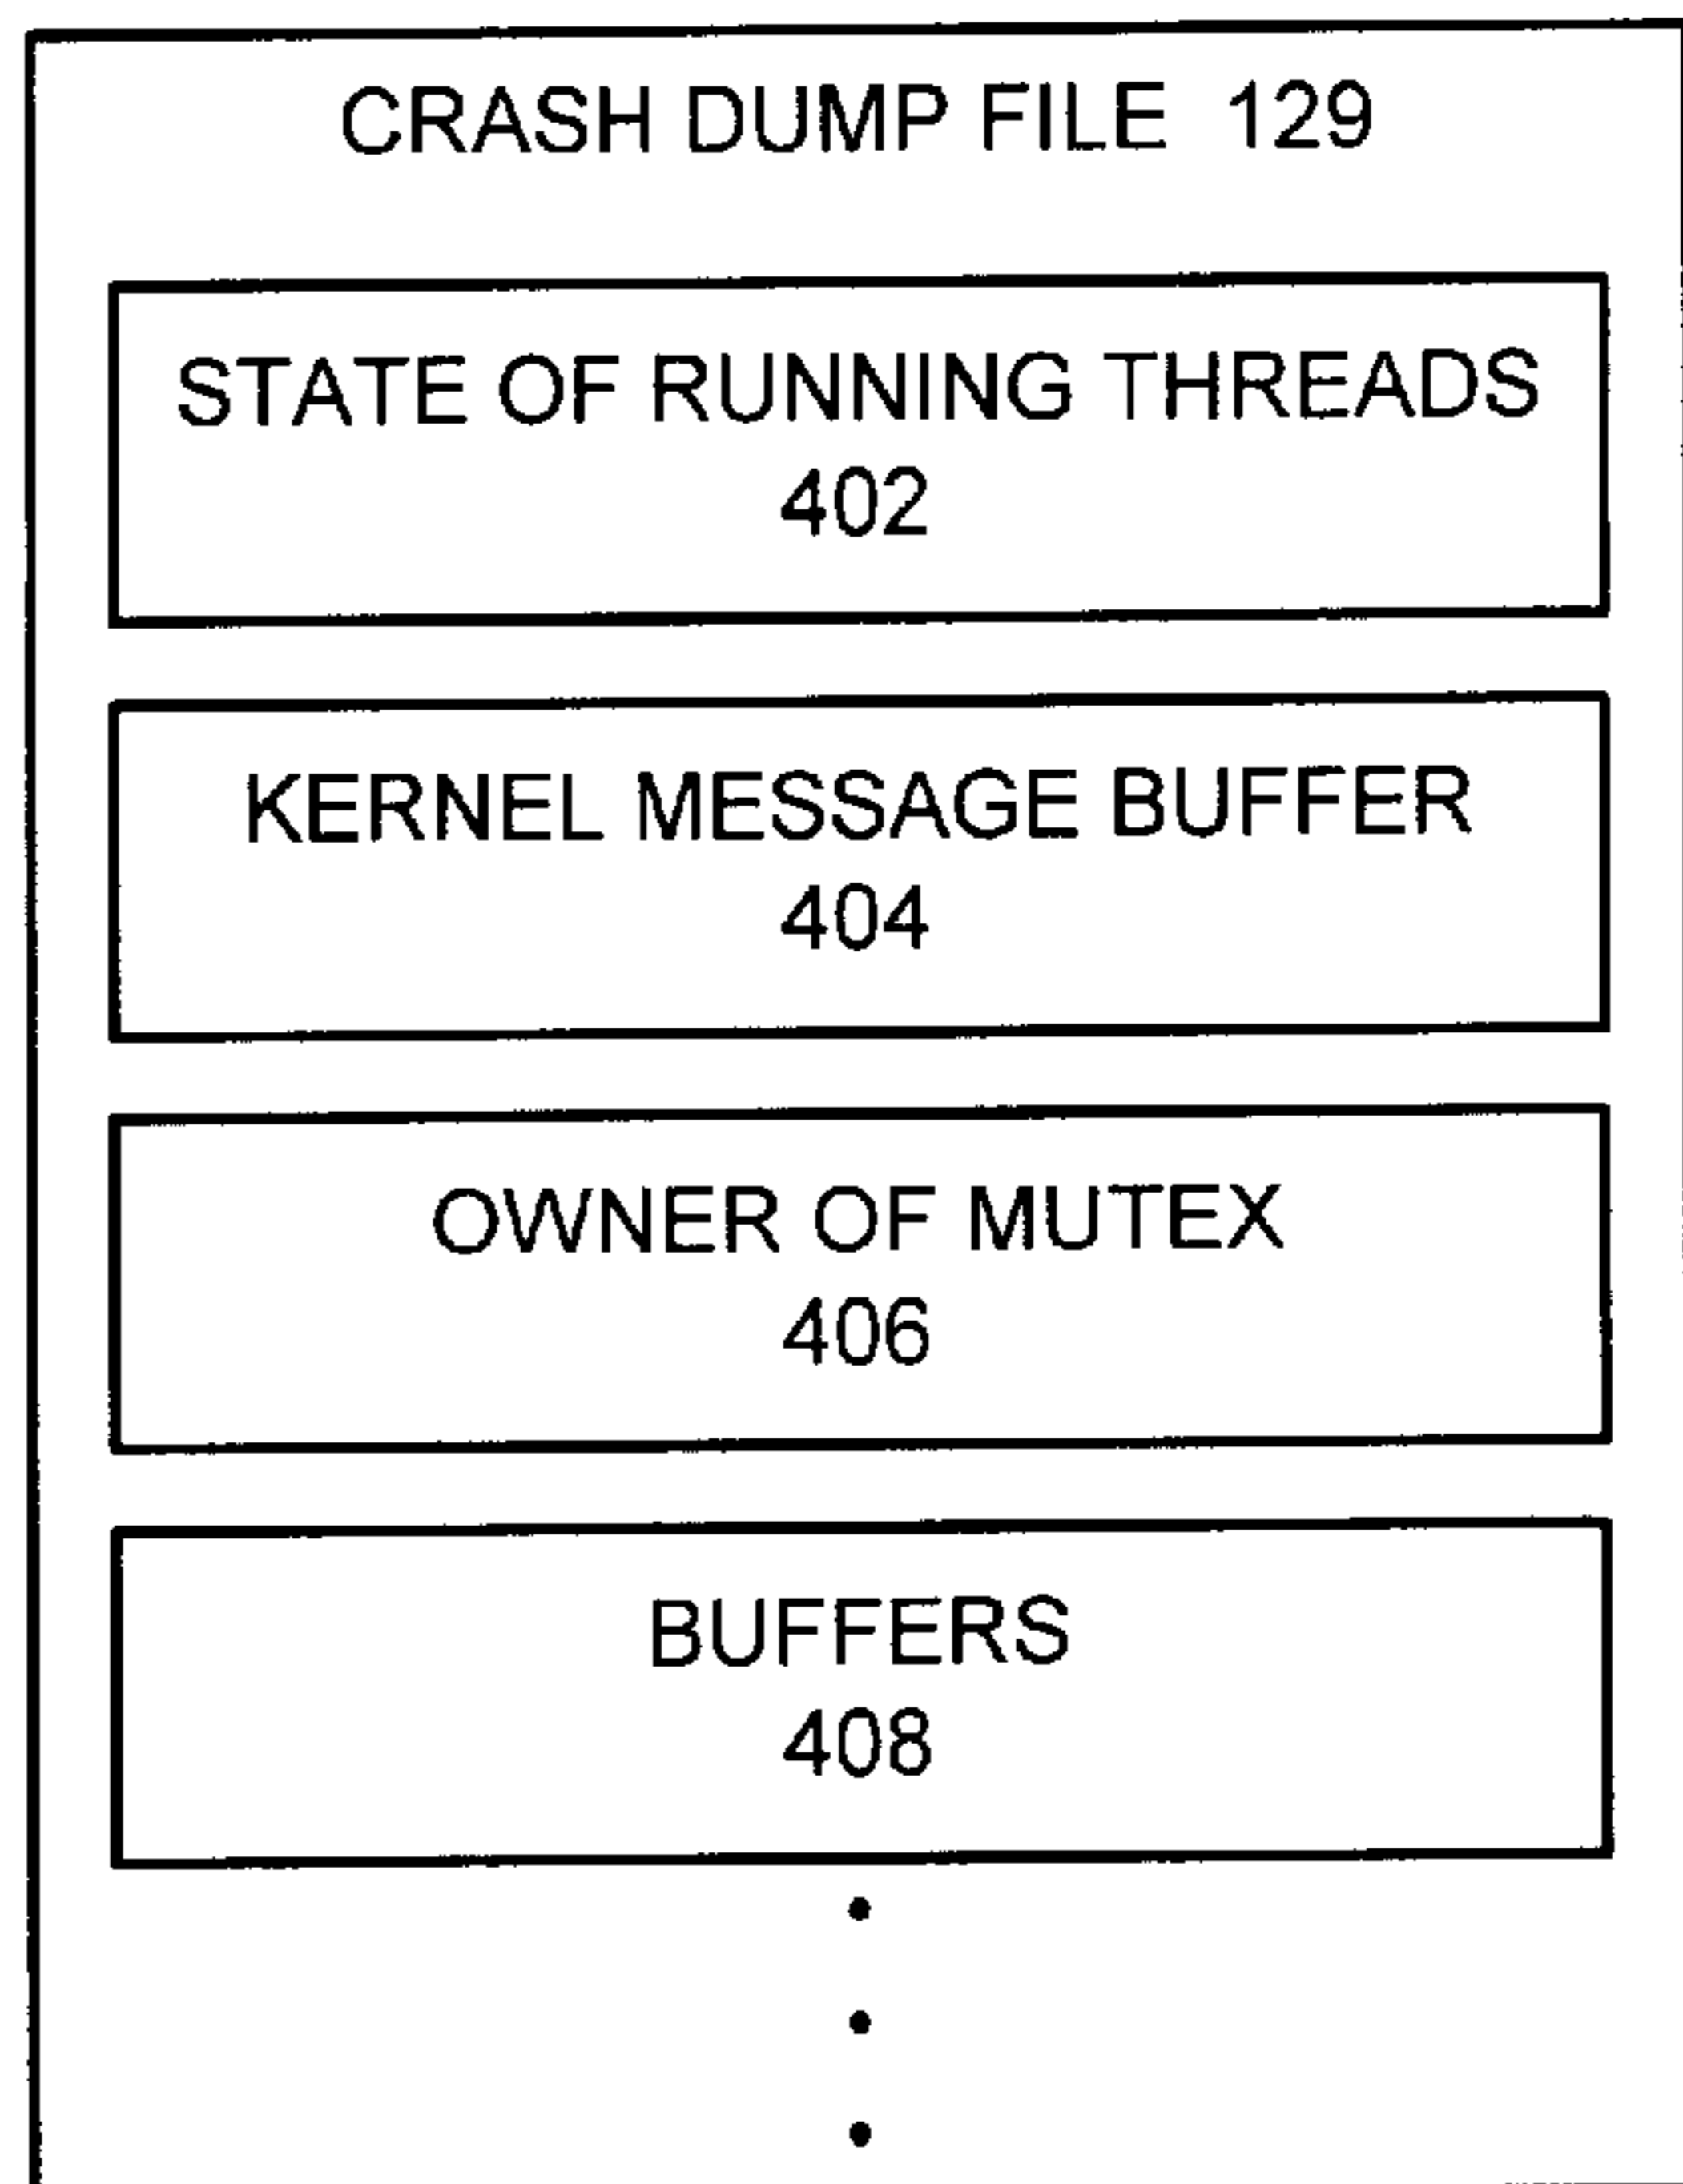 CRASH DUMP FILE 129
STATE OF RUNNING THREADS
402
KERNEL MESSAGE BUFFER
404
OWNER OF MUTEX
406
BUFFERS
408